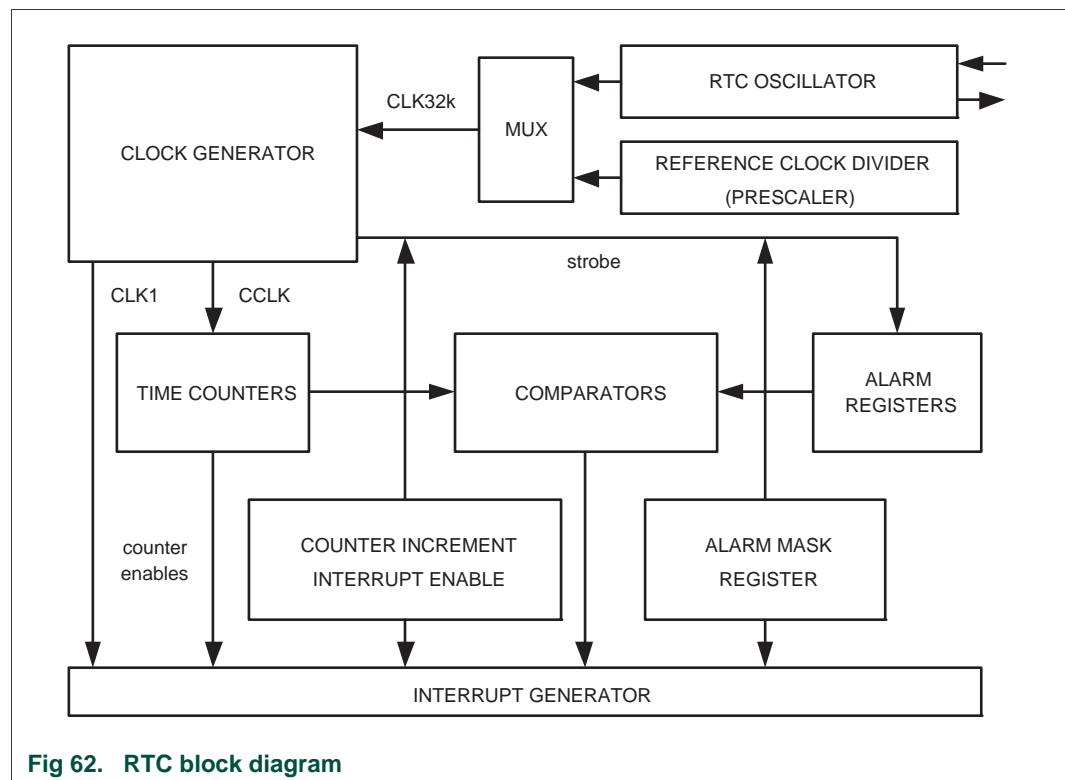 RTC OSCILLATOR
CLK32k
MUX
CLOCK GENERATOR
REFERENCE CLOCK DIVIDER
(PRESCALER)
strobe
CLK1
CCLK
TIME COUNTERS
COMPARATORS
ALARM
REGISTERS
counter
enables
COUNTER INCREMENT
INTERRUPT ENABLE
ALARM MASK
REGISTER
INTERRUPT GENERATOR
Fig 62. RTC block diagram